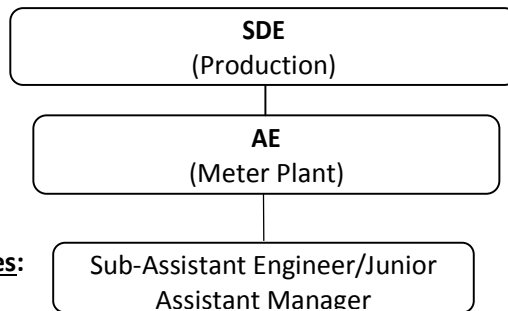 SDE
(Production)
AE
(Meter Plant)
es:
Sub-Assistant Engineer/Junior
Assistant Manager